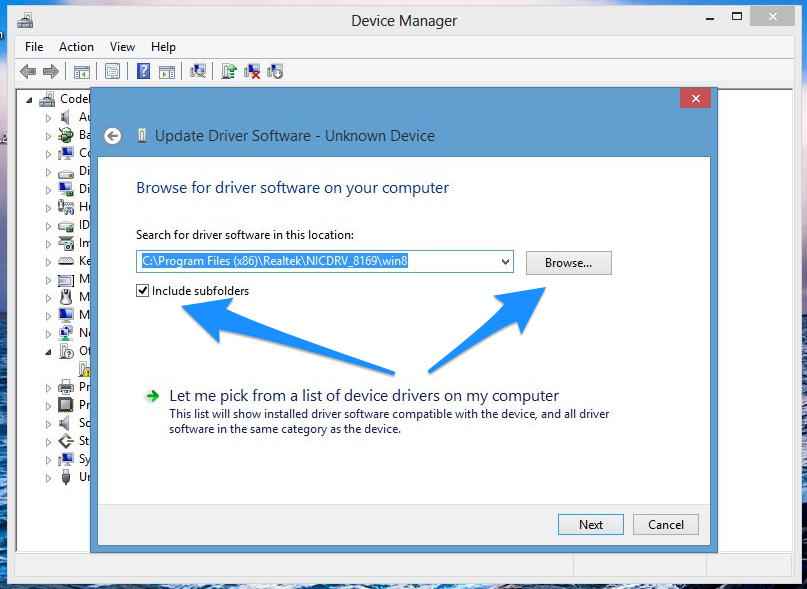 Device Manager
File Action View Help
Codel
Au
Ba
Co
Di
Di
Hu
ID
Im
Ke
M
M
M
Ne
Ot
Pr
Pr
So
St
Sy
Un
Update Driver Software - Unknown Device
Browse for driver software on your computer
Search for driver software in this location:
C:\Program Files (x86)\Realtek\NICDRV_8169\win8
Browse...
Include subfolders
Let me pick from a list of device drivers on my computer
This list will show installed driver software compatible with the device, and all driver
software in the same category as the device.
Next Cancel